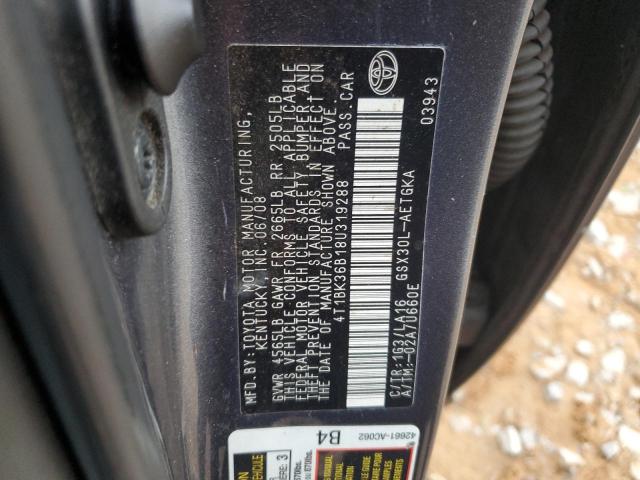 MFD.BY:TOYOTA MOTOR MANUFACTURING,
KENTUCKY, INC. 06/08
GVWR 4565LB GAWR FR 2665LB RR 2505LB
THIS VEHICLE CONFORMS TO ALL APPLICABLE
FEDERAL MOTOR VEHICLE SAFETY, BUMPER AND
THEFT PREVENTION STANDARDS IN EFFECT ON
THE DATE OF MANUFACTURE SHOWN ABOVE.
4T1BK36B18U319288 PASS.CAR
GSX30L-AETGKA
C/TR:1G3/LA16
A/TM:-02A/U660E
03943
42661-AC062
B4